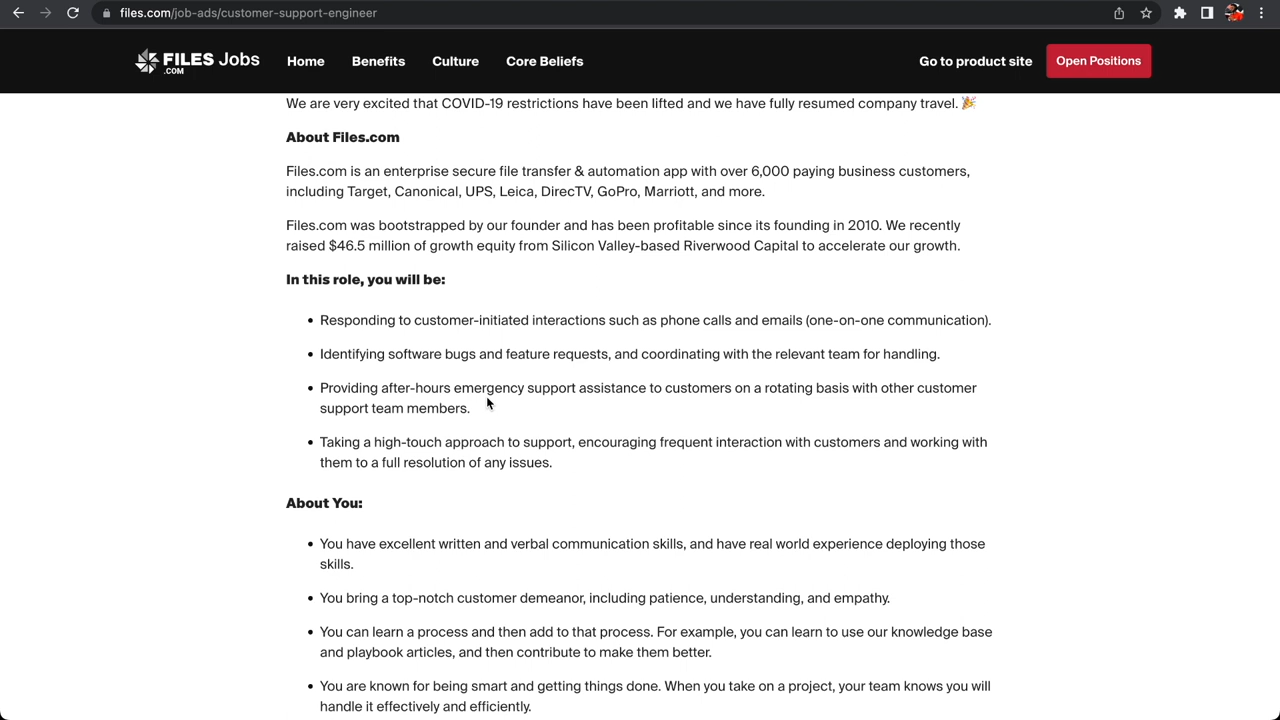 files.com/job-ads/customer-support-engineer
FILES.COM Jobs Home Benefits Culture Core Beliefs Go to product site Open Positions
We are very excited that COVID-19 restrictions have been lifted and we have fully resumed company travel. 🎉
About Files.com
Files.com is an enterprise secure file transfer & automation app with over 6,000 paying business customers,
including Target, Canonical, UPS, Leica, DirecTV, GoPro, Marriott, and more.
Files.com was bootstrapped by our founder and has been profitable since its founding in 2010. We recently
raised $46.5 million of growth equity from Silicon Valley-based Riverwood Capital to accelerate our growth.
In this role, you will be:
• Responding to customer-initiated interactions such as phone calls and emails (one-on-one communication).
• Identifying software bugs and feature requests, and coordinating with the relevant team for handling.
• Providing after-hours emergency support assistance to customers on a rotating basis with other customer
support team members.
• Taking a high-touch approach to support, encouraging frequent interaction with customers and working with
them to a full resolution of any issues.
About You:
• You have excellent written and verbal communication skills, and have real world experience deploying those
skills.
• You bring a top-notch customer demeanor, including patience, understanding, and empathy.
• You can learn a process and then add to that process. For example, you can learn to use our knowledge base
and playbook articles, and then contribute to make them better.
• You are known for being smart and getting things done. When you take on a project, your team knows you will
handle it effectively and efficiently.